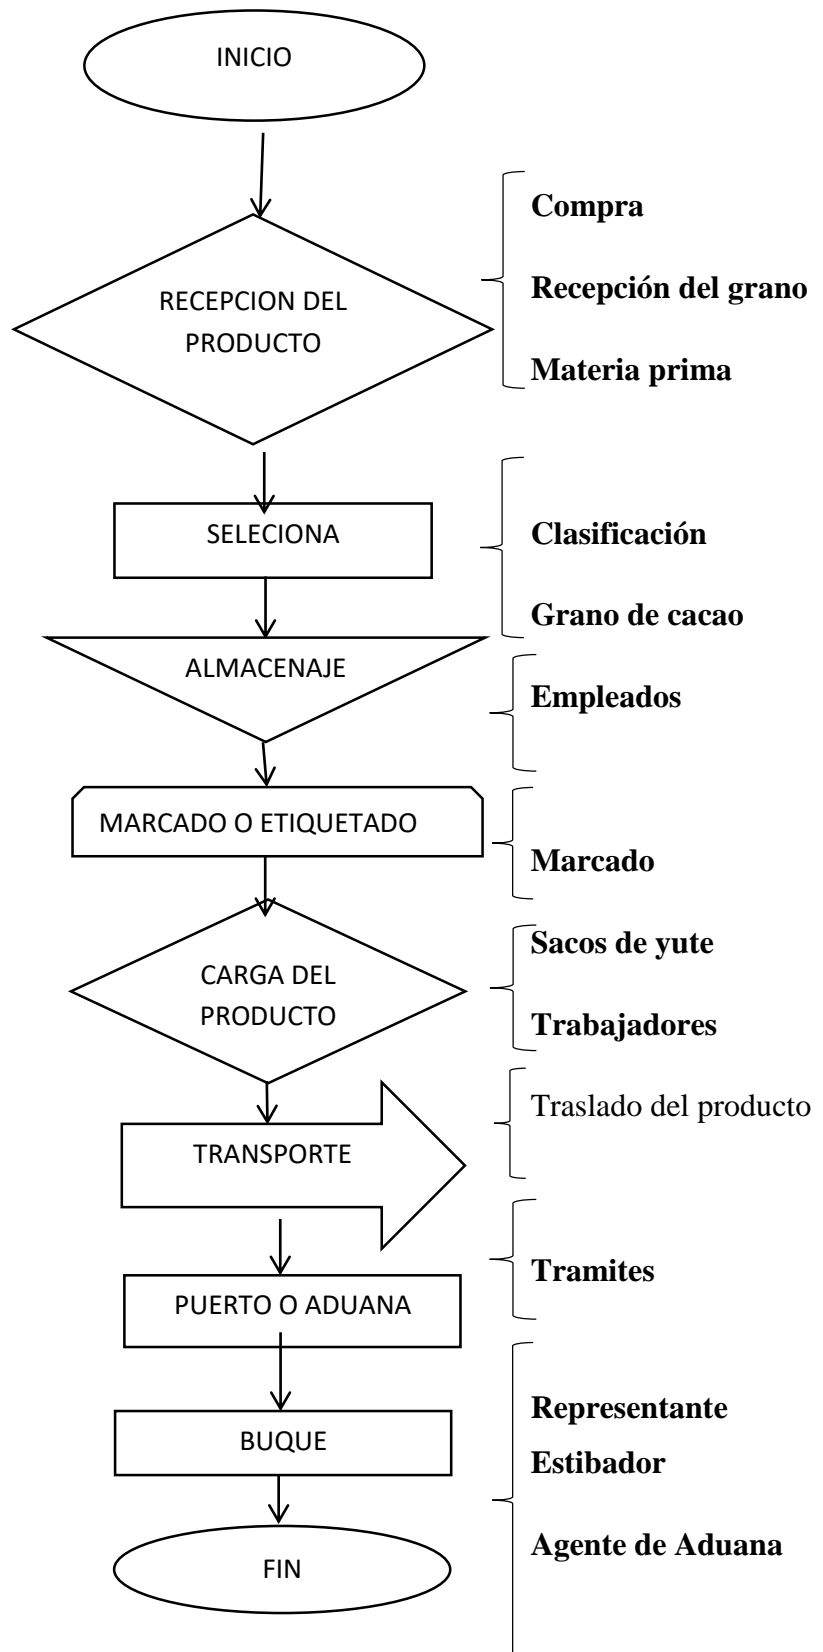 INICIO
Compra
Recepción del grano
Materia prima
RECEPCION DEL
PRODUCTO
SELECIONA
Clasificación
Grano de cacao
ALMACENAJE
Empleados
MARCADO O ETIQUETADO
Marcado
CARGA DEL
PRODUCTO
Sacos de yute
Trabajadores
TRANSPORTE
Traslado del producto
PUERTO O ADUANA
Tramites
BUQUE
Representante
Estibador
Agente de Aduana
FIN